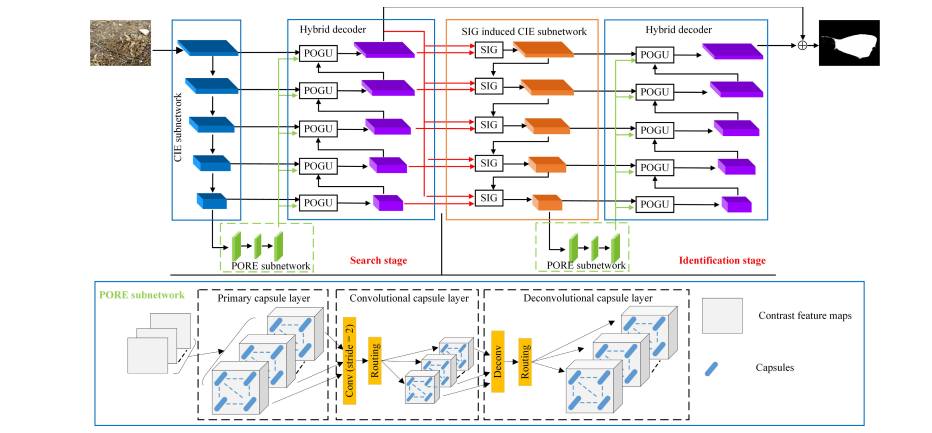 Hybrid decoder
SIG induced CIE subnetwork
Hybrid decoder
CIE subnetwork
POGU
SIG
POGU
POGU
SIG
POGU
POGU
SIG
POGU
POGU
SIG
POGU
POGU
SIG
POGU
PORE subnetwork
Search stage
PORE subnetwork
Identification stage
PORE subnetwork
Primary capsule layer
Convolutional capsule layer
Deconvolutional capsule layer
Conv (stride = 2)
Routing
Deconv
Routing
Contrast feature maps
Capsules